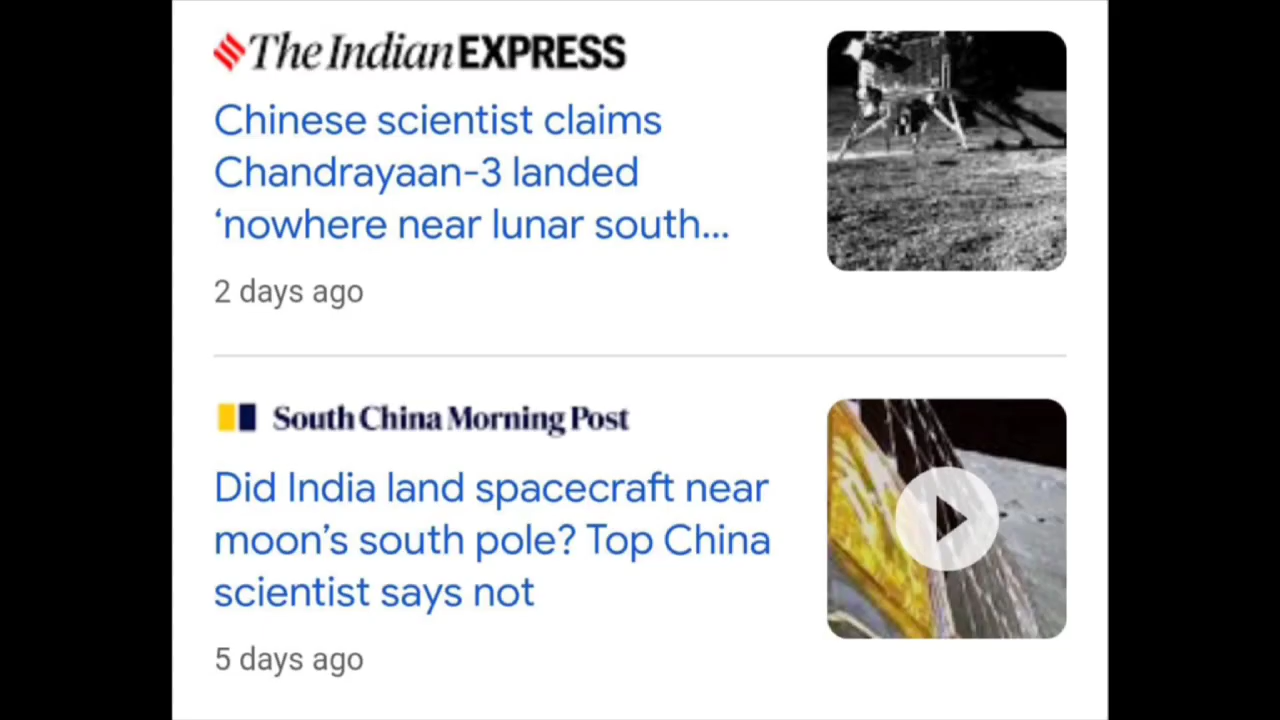 The Indian EXPRESS
Chinese scientist claims
Chandrayaan-3 landed
‘nowhere near lunar south...
2 days ago
South China Morning Post
Did India land spacecraft near
moon’s south pole? Top China
scientist says not
5 days ago